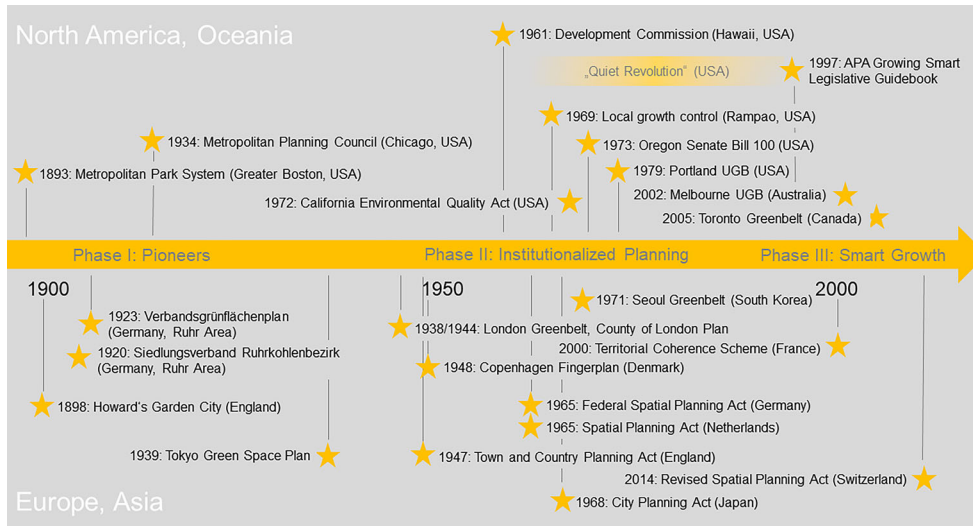 North America, Oceania
1961: Development Commission (Hawaii, USA)
„Quiet Revolution“ (USA)
1997: APA Growing Smart
Legislative Guidebook
1969: Local growth control (Rampao, USA)
1934: Metropolitan Planning Council (Chicago, USA)
1973: Oregon Senate Bill 100 (USA)
1893: Metropolitan Park System (Greater Boston, USA)
1979: Portland UGB (USA)
2002: Melbourne UGB (Australia)
1972: California Environmental Quality Act (USA)
2005: Toronto Greenbelt (Canada)
Phase I: Pioneers
Phase II: Institutionalized Planning
Phase III: Smart Growth
1900
1950
2000
1971: Seoul Greenbelt (South Korea)
1923: Verbandsgrünflächenplan
(Germany, Ruhr Area)
1938/1944: London Greenbelt, County of London Plan
2000: Territorial Coherence Scheme (France)
1920: Siedlungsverband Ruhrkohlenbezirk
(Germany, Ruhr Area)
1948: Copenhagen Fingerplan (Denmark)
1898: Howard's Garden City (England)
1965: Federal Spatial Planning Act (Germany)
1965: Spatial Planning Act (Netherlands)
1939: Tokyo Green Space Plan
1947: Town and Country Planning Act (England)
2014: Revised Spatial Planning Act (Switzerland)
1968: City Planning Act (Japan)
Europe, Asia